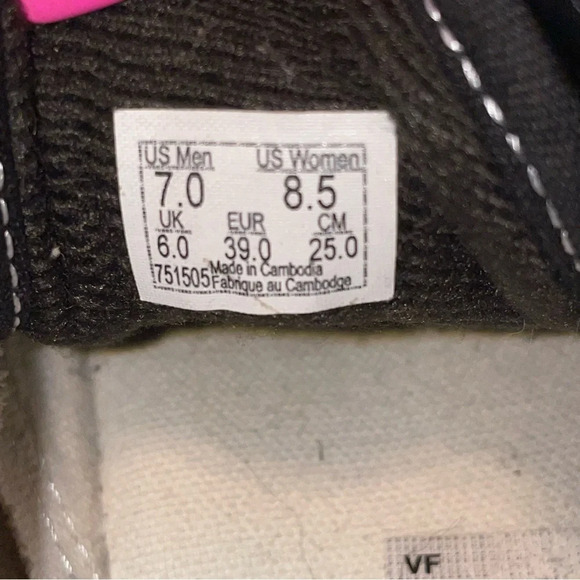 US Men US Women
7.0 8.5
UK EUR CM
6.0 39.0 25.0
751505 Made in Cambodia
Fabrique au Cambodge
VF